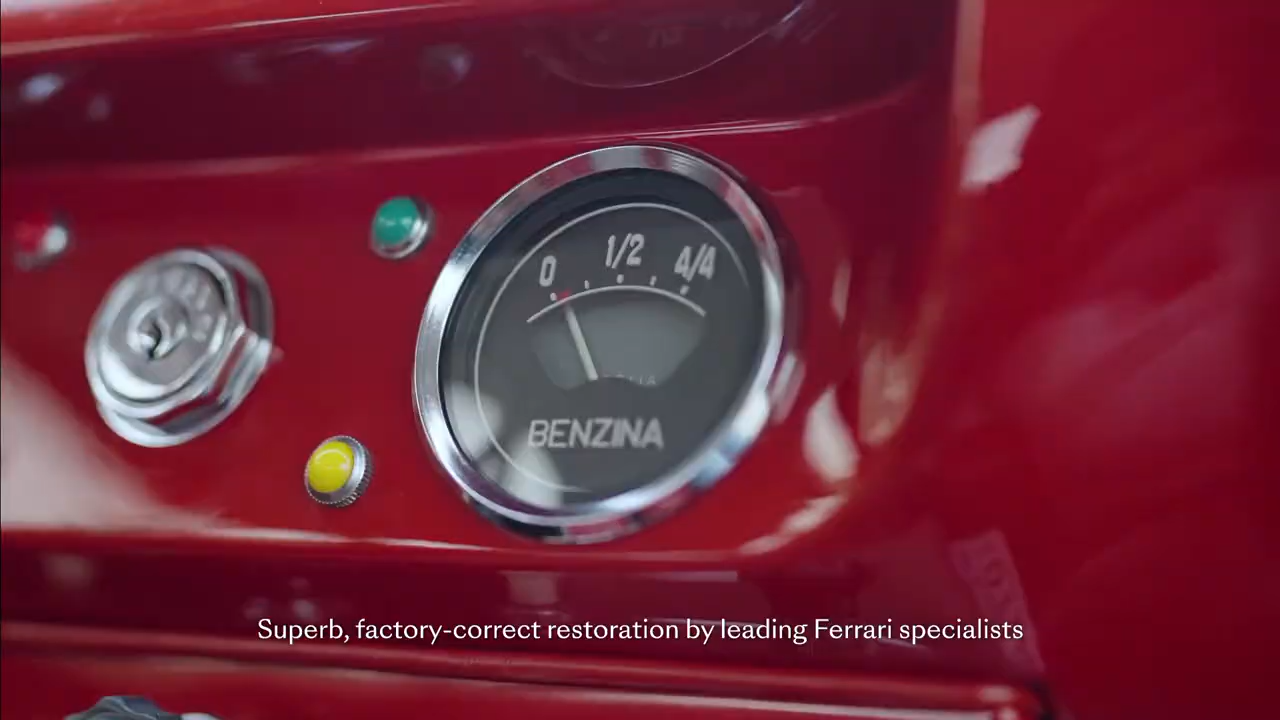 0 1/2 4/4
BENZINA
Superb, factory-correct restoration by leading Ferrari specialists